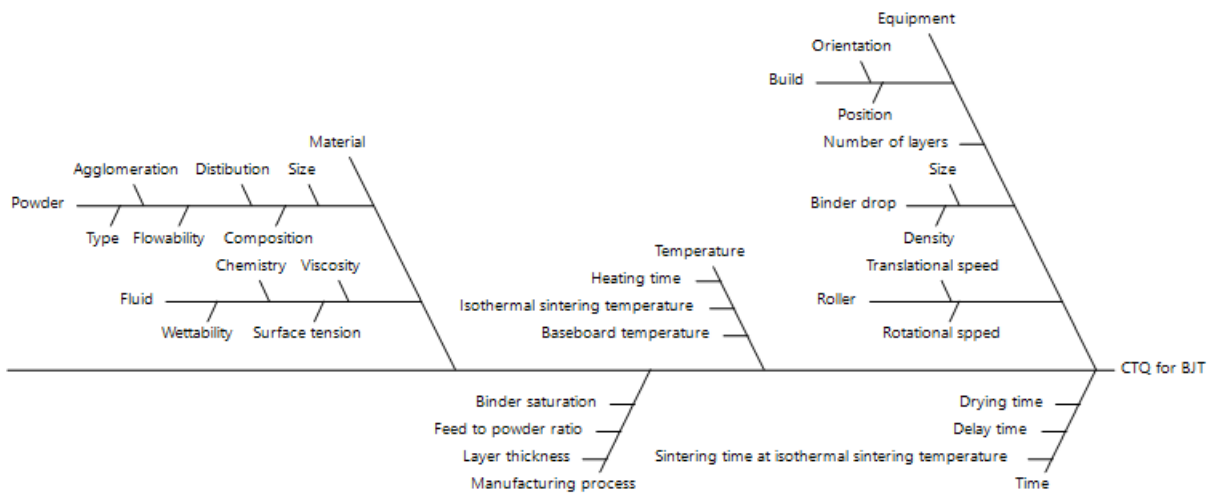 Equipment
Orientation
Build
Position
Number of layers
Material
Agglomeration
Distibution
Size
Powder
Type
Flowability
Composition
Size
Binder drop
Density
Chemistry
Viscosity
Fluid
Wettability
Surface tension
Temperature
Heating time
Isothermal sintering temperature
Baseboard temperature
Translational speed
Roller
Rotational spped
CTQ for BJT
Binder saturation
Feed to powder ratio
Layer thickness
Manufacturing process
Drying time
Delay time
Sintering time at isothermal sintering temperature
Time